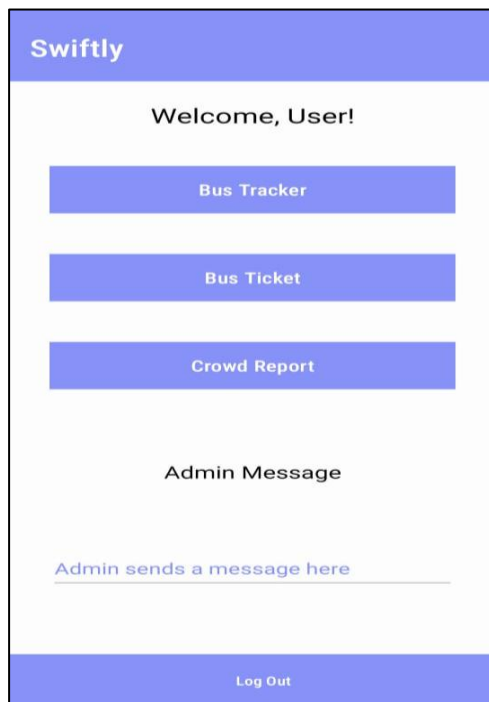 Swiftly
Welcome, User!
Bus Tracker
Bus Ticket
Crowd Report
Admin Message
Admin sends a message here
Log Out